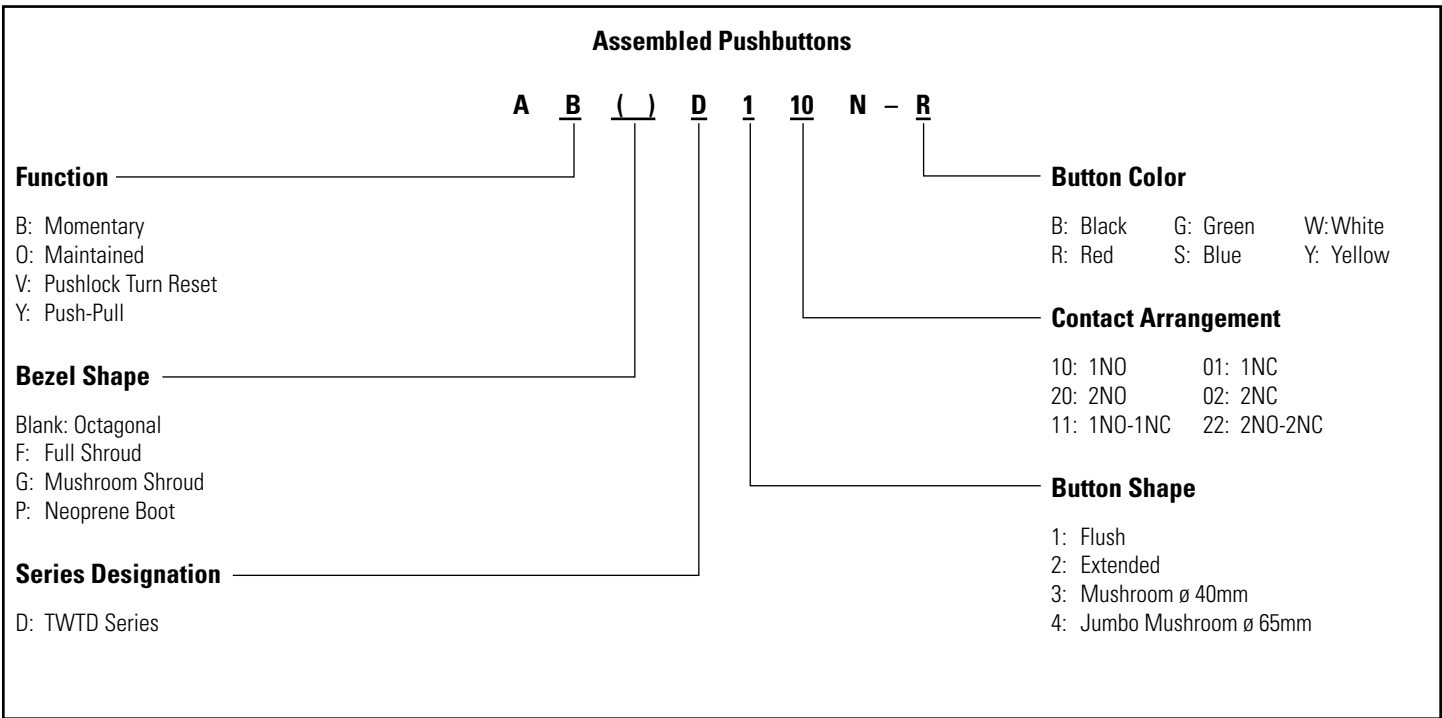 Assembled Pushbuttons
A B ( ) D 1 10 N – R
Function
B: Momentary
O: Maintained
V: Pushlock Turn Reset
Y: Push-Pull
Bezel Shape
Blank: Octagonal
F: Full Shroud
G: Mushroom Shroud
P: Neoprene Boot
Series Designation
D: TWTD Series
Button Color
B: Black G: Green W: White
R: Red S: Blue Y: Yellow
Contact Arrangement
10: 1NO 01: 1NC
20: 2NO 02: 2NC
11: 1NO-1NC 22: 2NO-2NC
Button Shape
1: Flush
2: Extended
3: Mushroom ø 40mm
4: Jumbo Mushroom ø 65mm